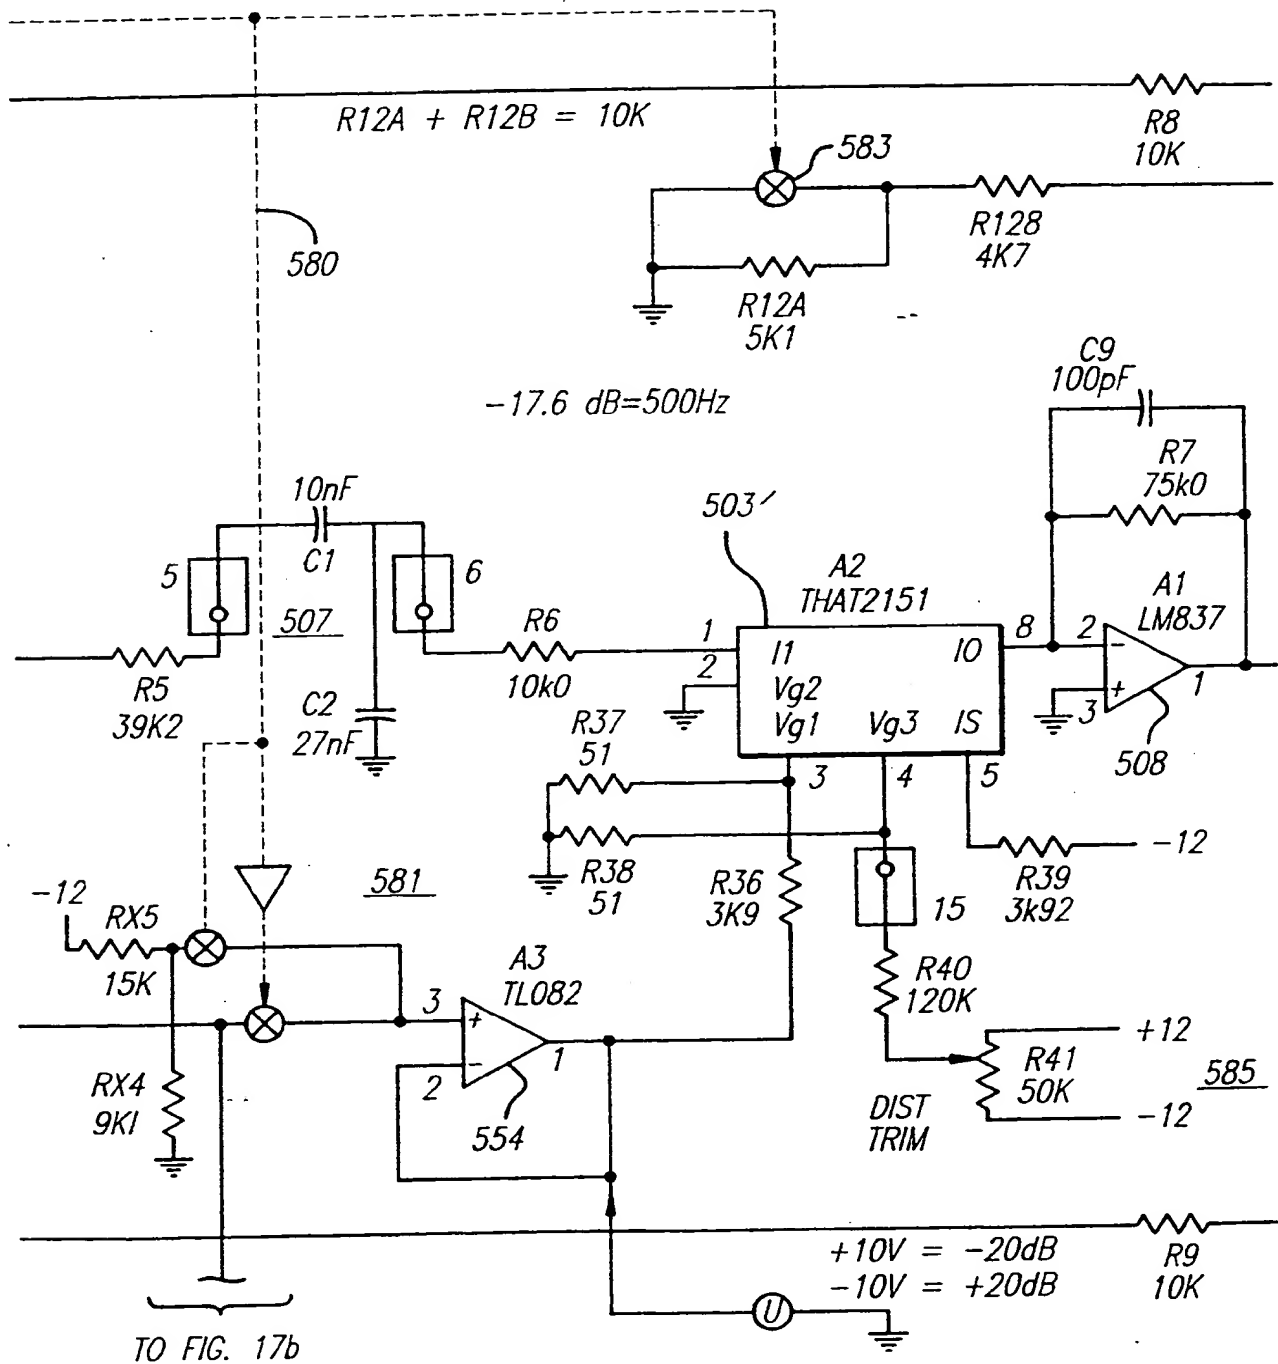 R12A + R12B = 10K
R8
10K
583
R128
4K7
580
R12A
5K1
C9
100pF
-17.6 dB=500Hz
R7
75k0
10nF
503'
5
C1
6
A2
THAT2151
A1
LM837
507
R6
10k0
1
I1
IO
8
2
-
+
3
1
R5
39K2
2
Vg2
Vg1
Vg3
IS
C2
27nF
R37
51
3
4
5
508
-12
R38
51
R36
3K9
15
R39
3k92
-12
RX5
15K
581
A3
TL082
R40
120K
3
+
-
2
1
+12
R41
50K
585
-12
RX4
9KI
554
DIST
TRIM
+10V = -20dB
-10V = +20dB
R9
10K
U
TO FIG. 17b